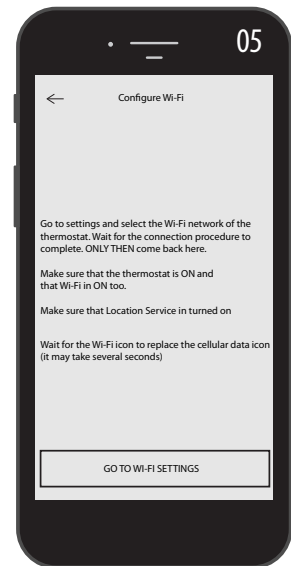 05
Configure Wi-Fi
Go to settings and select the Wi-Fi network of the
thermostat. Wait for the connection procedure to
complete. ONLY THEN come back here.
Make sure that the thermostat is ON and
that Wi-Fi in ON too.
Make sure that Location Service in turned on
Wait for the Wi-Fi icon to replace the cellular data icon
(it may take several seconds)
GO TO WI-FI SETTINGS